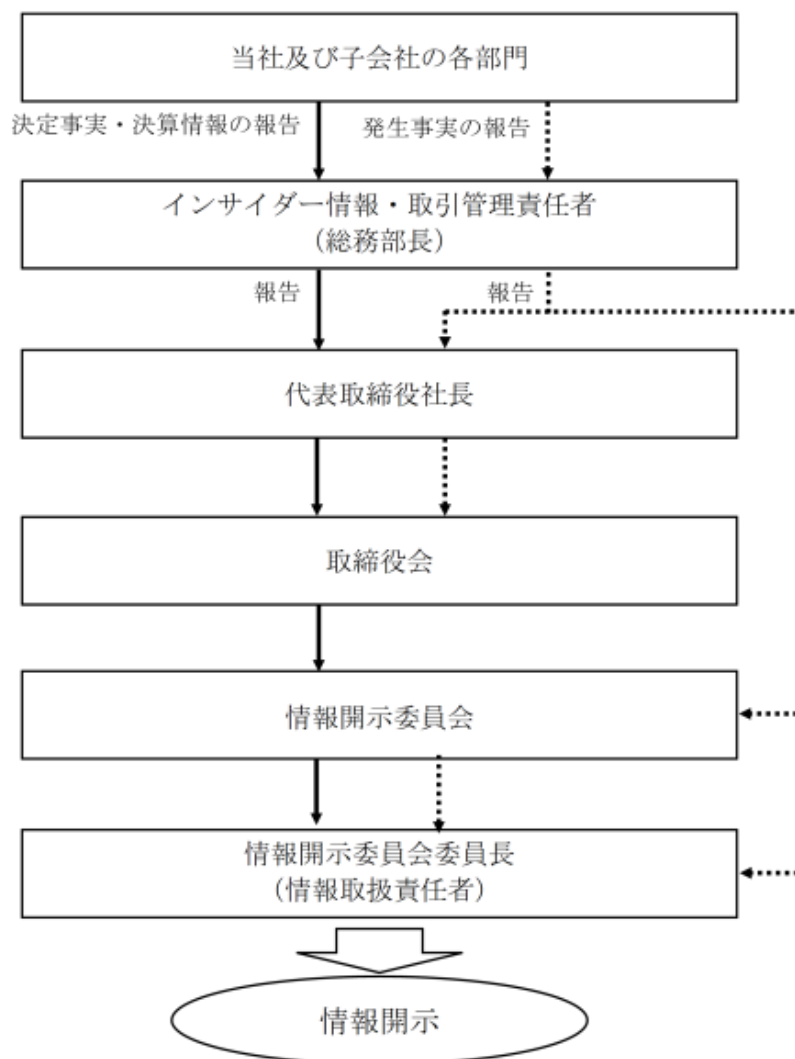 当社及び子会社の各部門
決定事実・決算情報の報告
発生事実の報告
インサイダー情報・取引管理責任者
（総務部長）
報告
報告
代表取締役社長
取締役会
情報開示委員会
情報開示委員会委員長
（情報取扱責任者）
情報開示